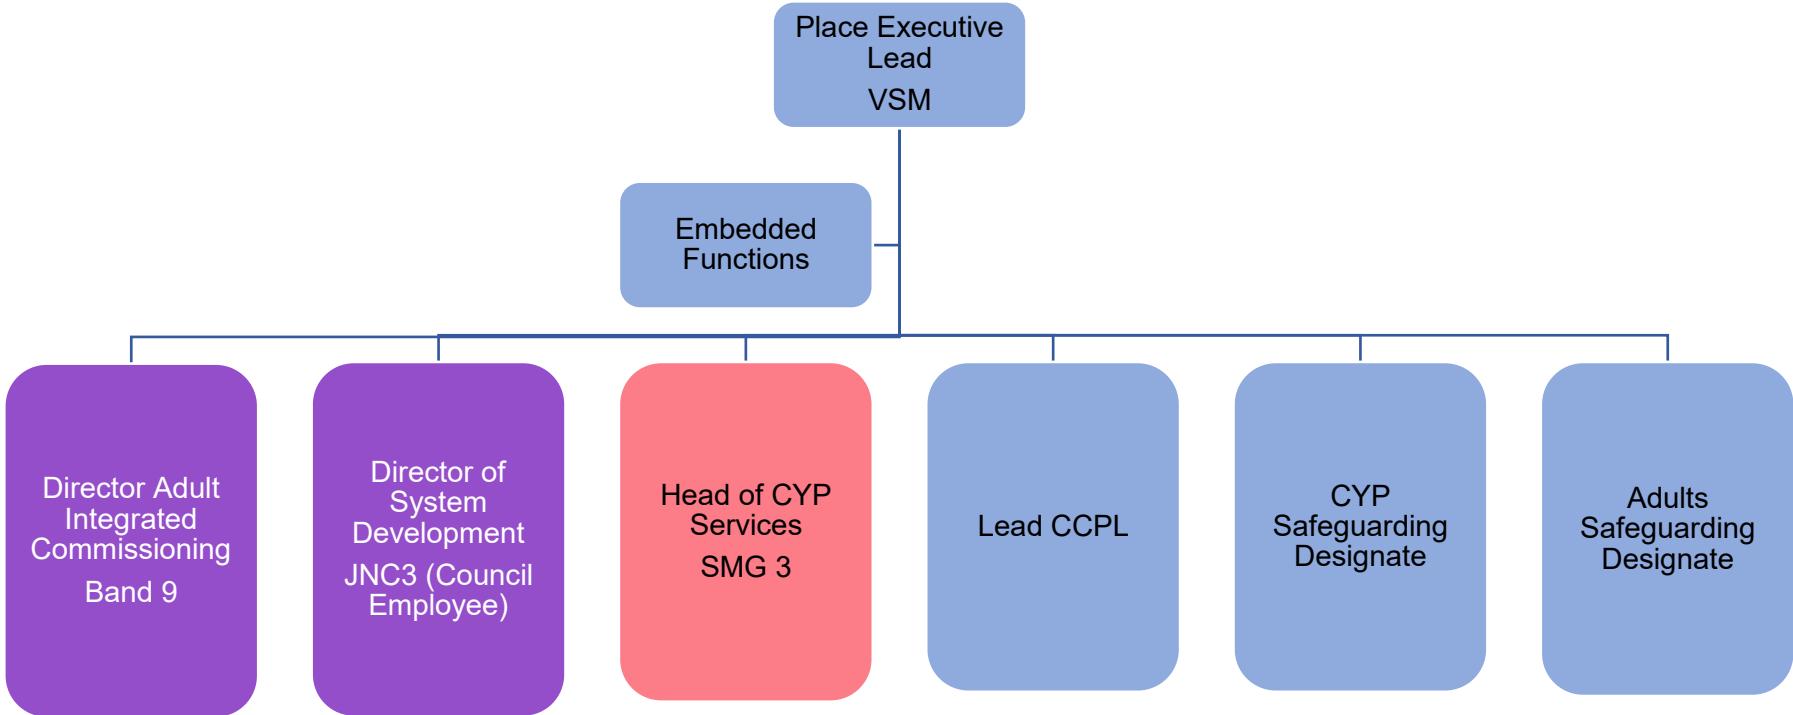 Place Executive
Lead
VSM
Embedded
Functions
Director Adult
Integrated
Commissioning
Band 9
Director of
System
Development
JNC3 (Council
Employee)
Head of CYP
Services
SMG 3
Lead CCPL
CYP
Safeguarding
Designate
Adults
Safeguarding
Designate